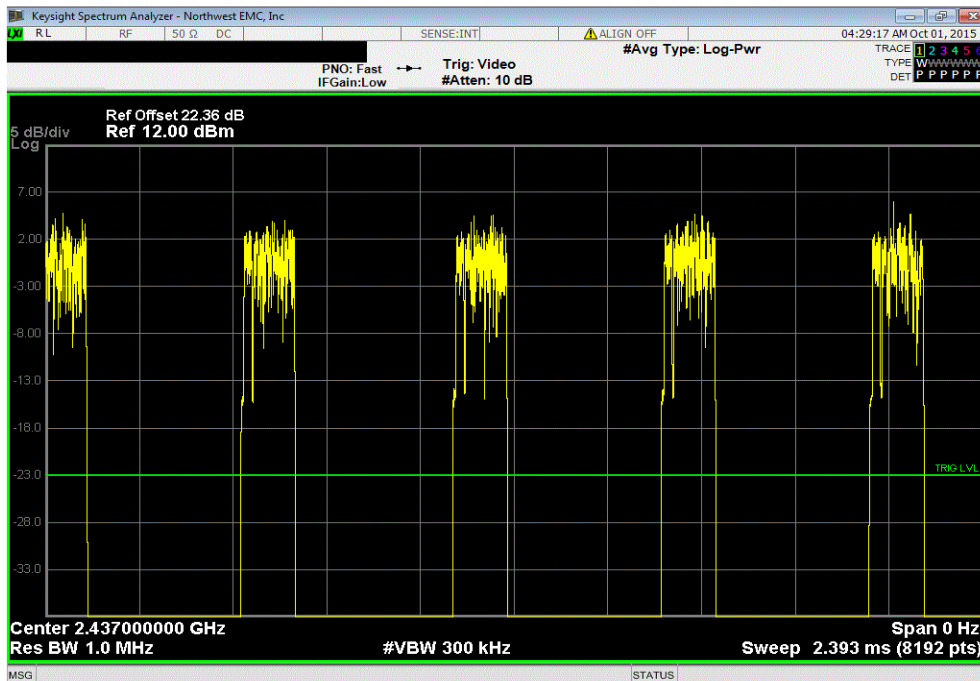 Keysight Spectrum Analyzer - Northwest EMC, Inc
LXI RL RF 50 Ω DC SENSE:INT ALIGN OFF 04:29:17 AM Oct 01, 2015
#Avg Type: Log-Pwr TRACE 1 2 3 4 5 6
PNO: Fast Trig: Video TYPE WWWWWW
IFGain:Low #Atten: 10 dB DET P P P P P P
Ref Offset 22.36 dB
5 dB/div Ref 12.00 dBm
Log
7.00
2.00
-3.00
-8.00
-13.0
-18.0
-23.0 TRIG LVL
-28.0
-33.0
Center 2.437000000 GHz Span 0 Hz
Res BW 1.0 MHz #VBW 300 kHz Sweep 2.393 ms (8192 pts)
MSG STATUS